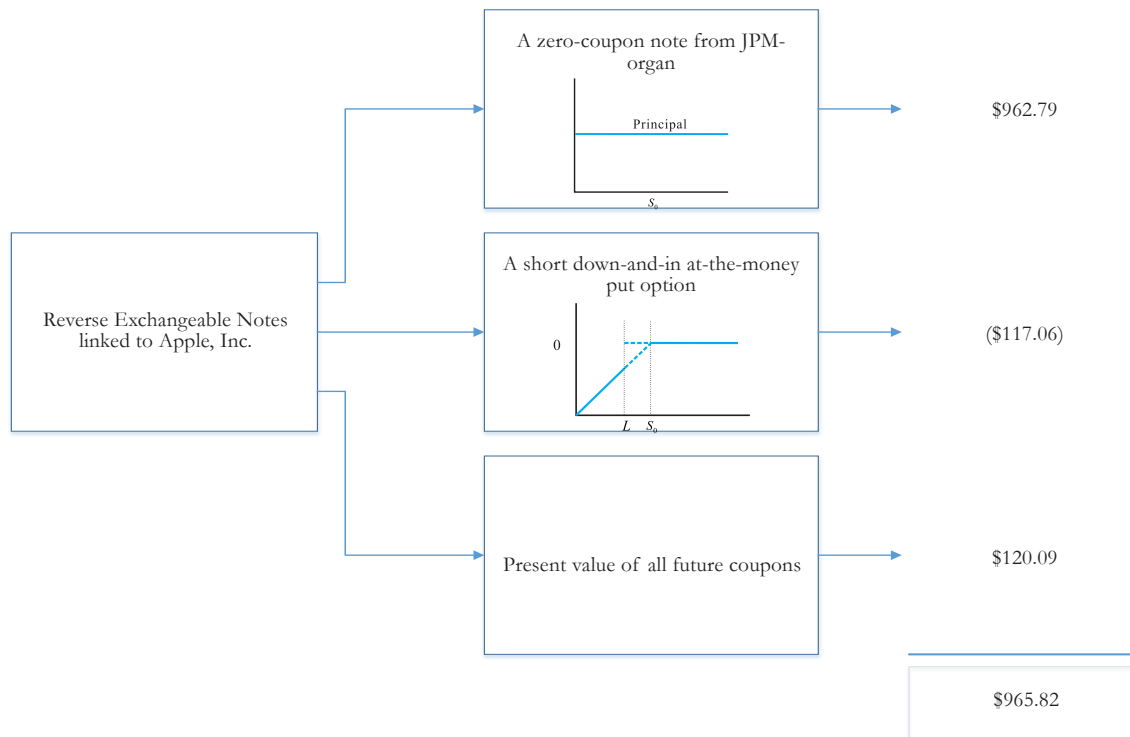 A zero-coupon note from JPM-
organ
Principal
S₀
$962.79
Reverse Exchangeable Notes
linked to Apple, Inc.
A short down-and-in at-the-money
put option
0
L S₀
($117.06)
Present value of all future coupons
$120.09
$965.82